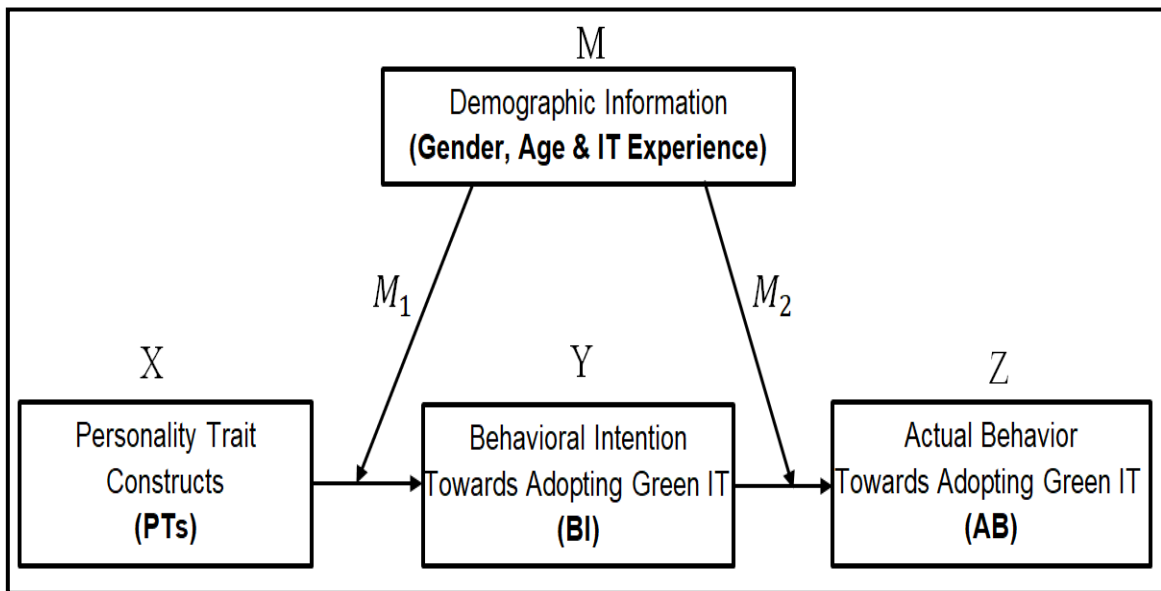 M
Demographic Information
(Gender, Age & IT Experience)
M₁
M₂
X
Personality Trait
Constructs
(PTs)
Y
Behavioral Intention
Towards Adopting Green IT
(BI)
Z
Actual Behavior
Towards Adopting Green IT
(AB)